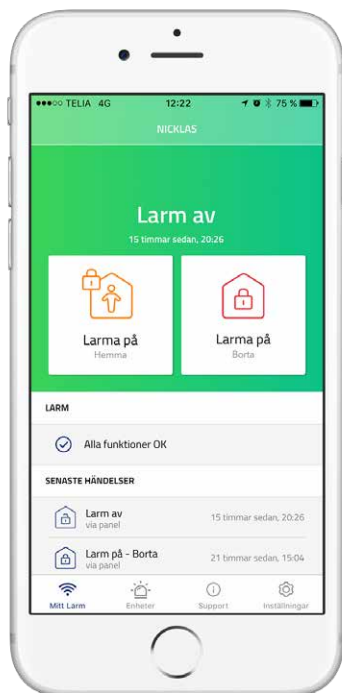 TELIA 4G 12:22 75 %
NICKLAS
Larm av
15 timmar sedan, 20:26
Larma på Larma på
Hemma Borta
LARM
Alla funktioner OK
SENASTE HÄNDELSER
Larm av 15 timmar sedan, 20:26
via panel
Larm på - Borta 21 timmar sedan, 15:04
via panel
Mitt Larm Enheter Support Inställningar